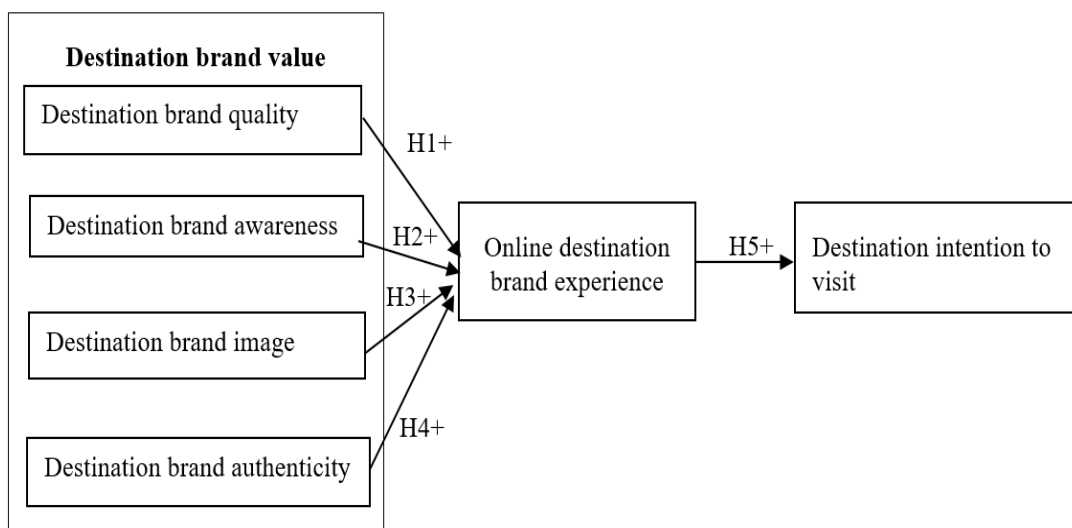 Destination brand value
Destination brand quality
H1+
Destination brand awareness
H2+
Online destination
brand experience
H5+
Destination intention to
visit
H3+
Destination brand image
H4+
Destination brand authenticity